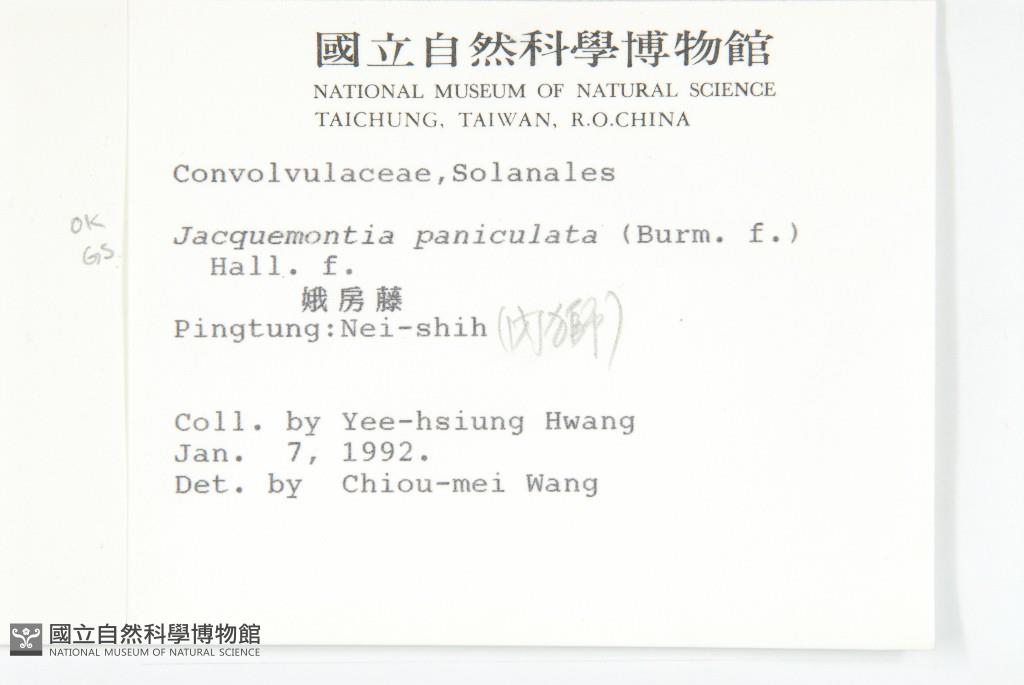 國立自然科學博物館
NATIONAL MUSEUM OF NATURAL SCIENCE
TAICHUNG, TAIWAN, R.O.CHINA
Convolvulaceae,Solanales
OK
GS
Jacquemontia paniculata (Burm. f.)
Hall. f.
娥房藤
Pingtung:Nei-shih (內獅)
Coll. by Yee-hsiung Hwang
Jan. 7, 1992.
Det. by Chiou-mei Wang
國立自然科學博物館
NATIONAL MUSEUM OF NATURAL SCIENCE